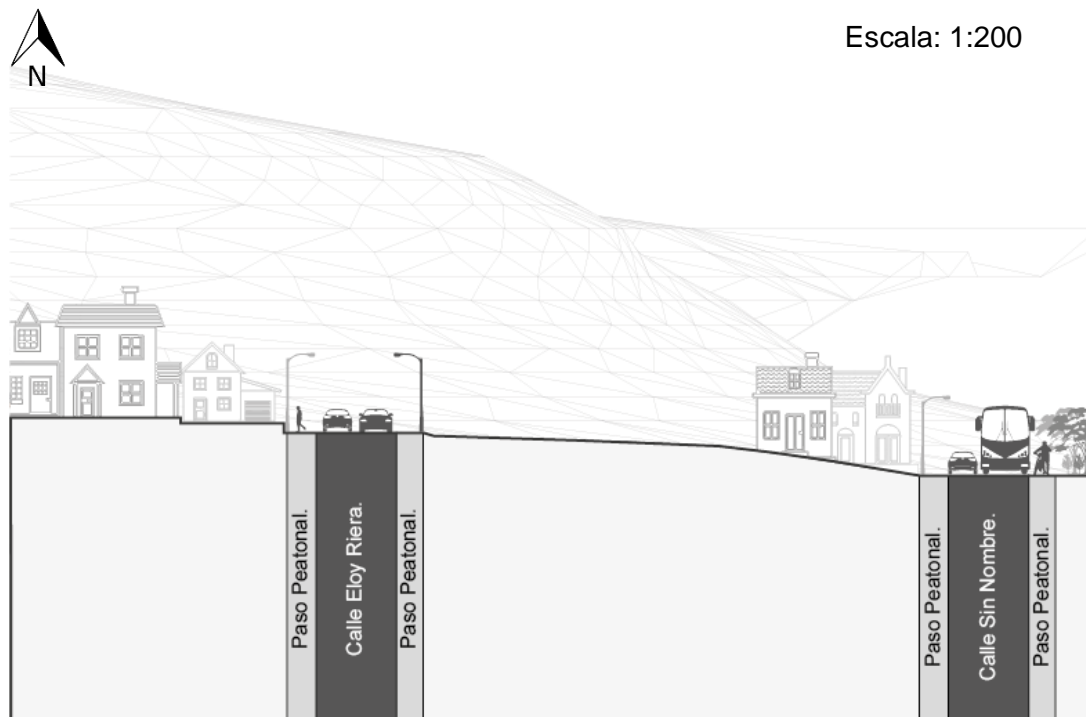 N
Escala: 1:200
Paso Peatonal.
Calle Eloy Riera.
Paso Peatonal.
Paso Peatonal.
Calle Sin Nombre.
Paso Peatonal.